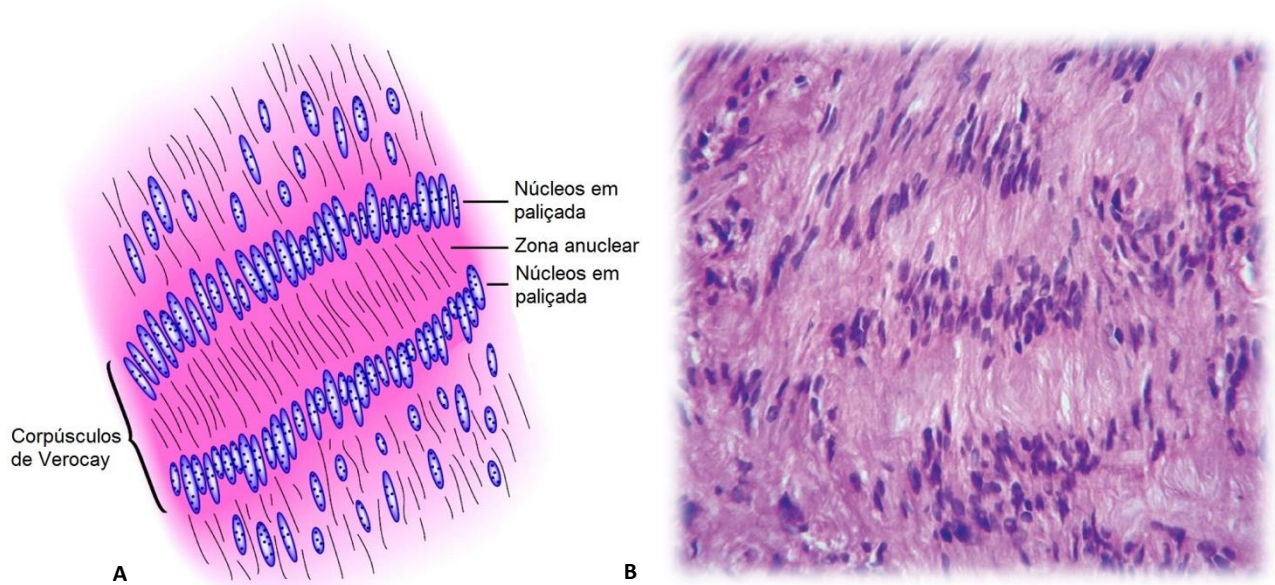 Núcleos em
paliçada
Zona anuclear
Núcleos em
paliçada
Corpúsculos
de Verocay
A
B